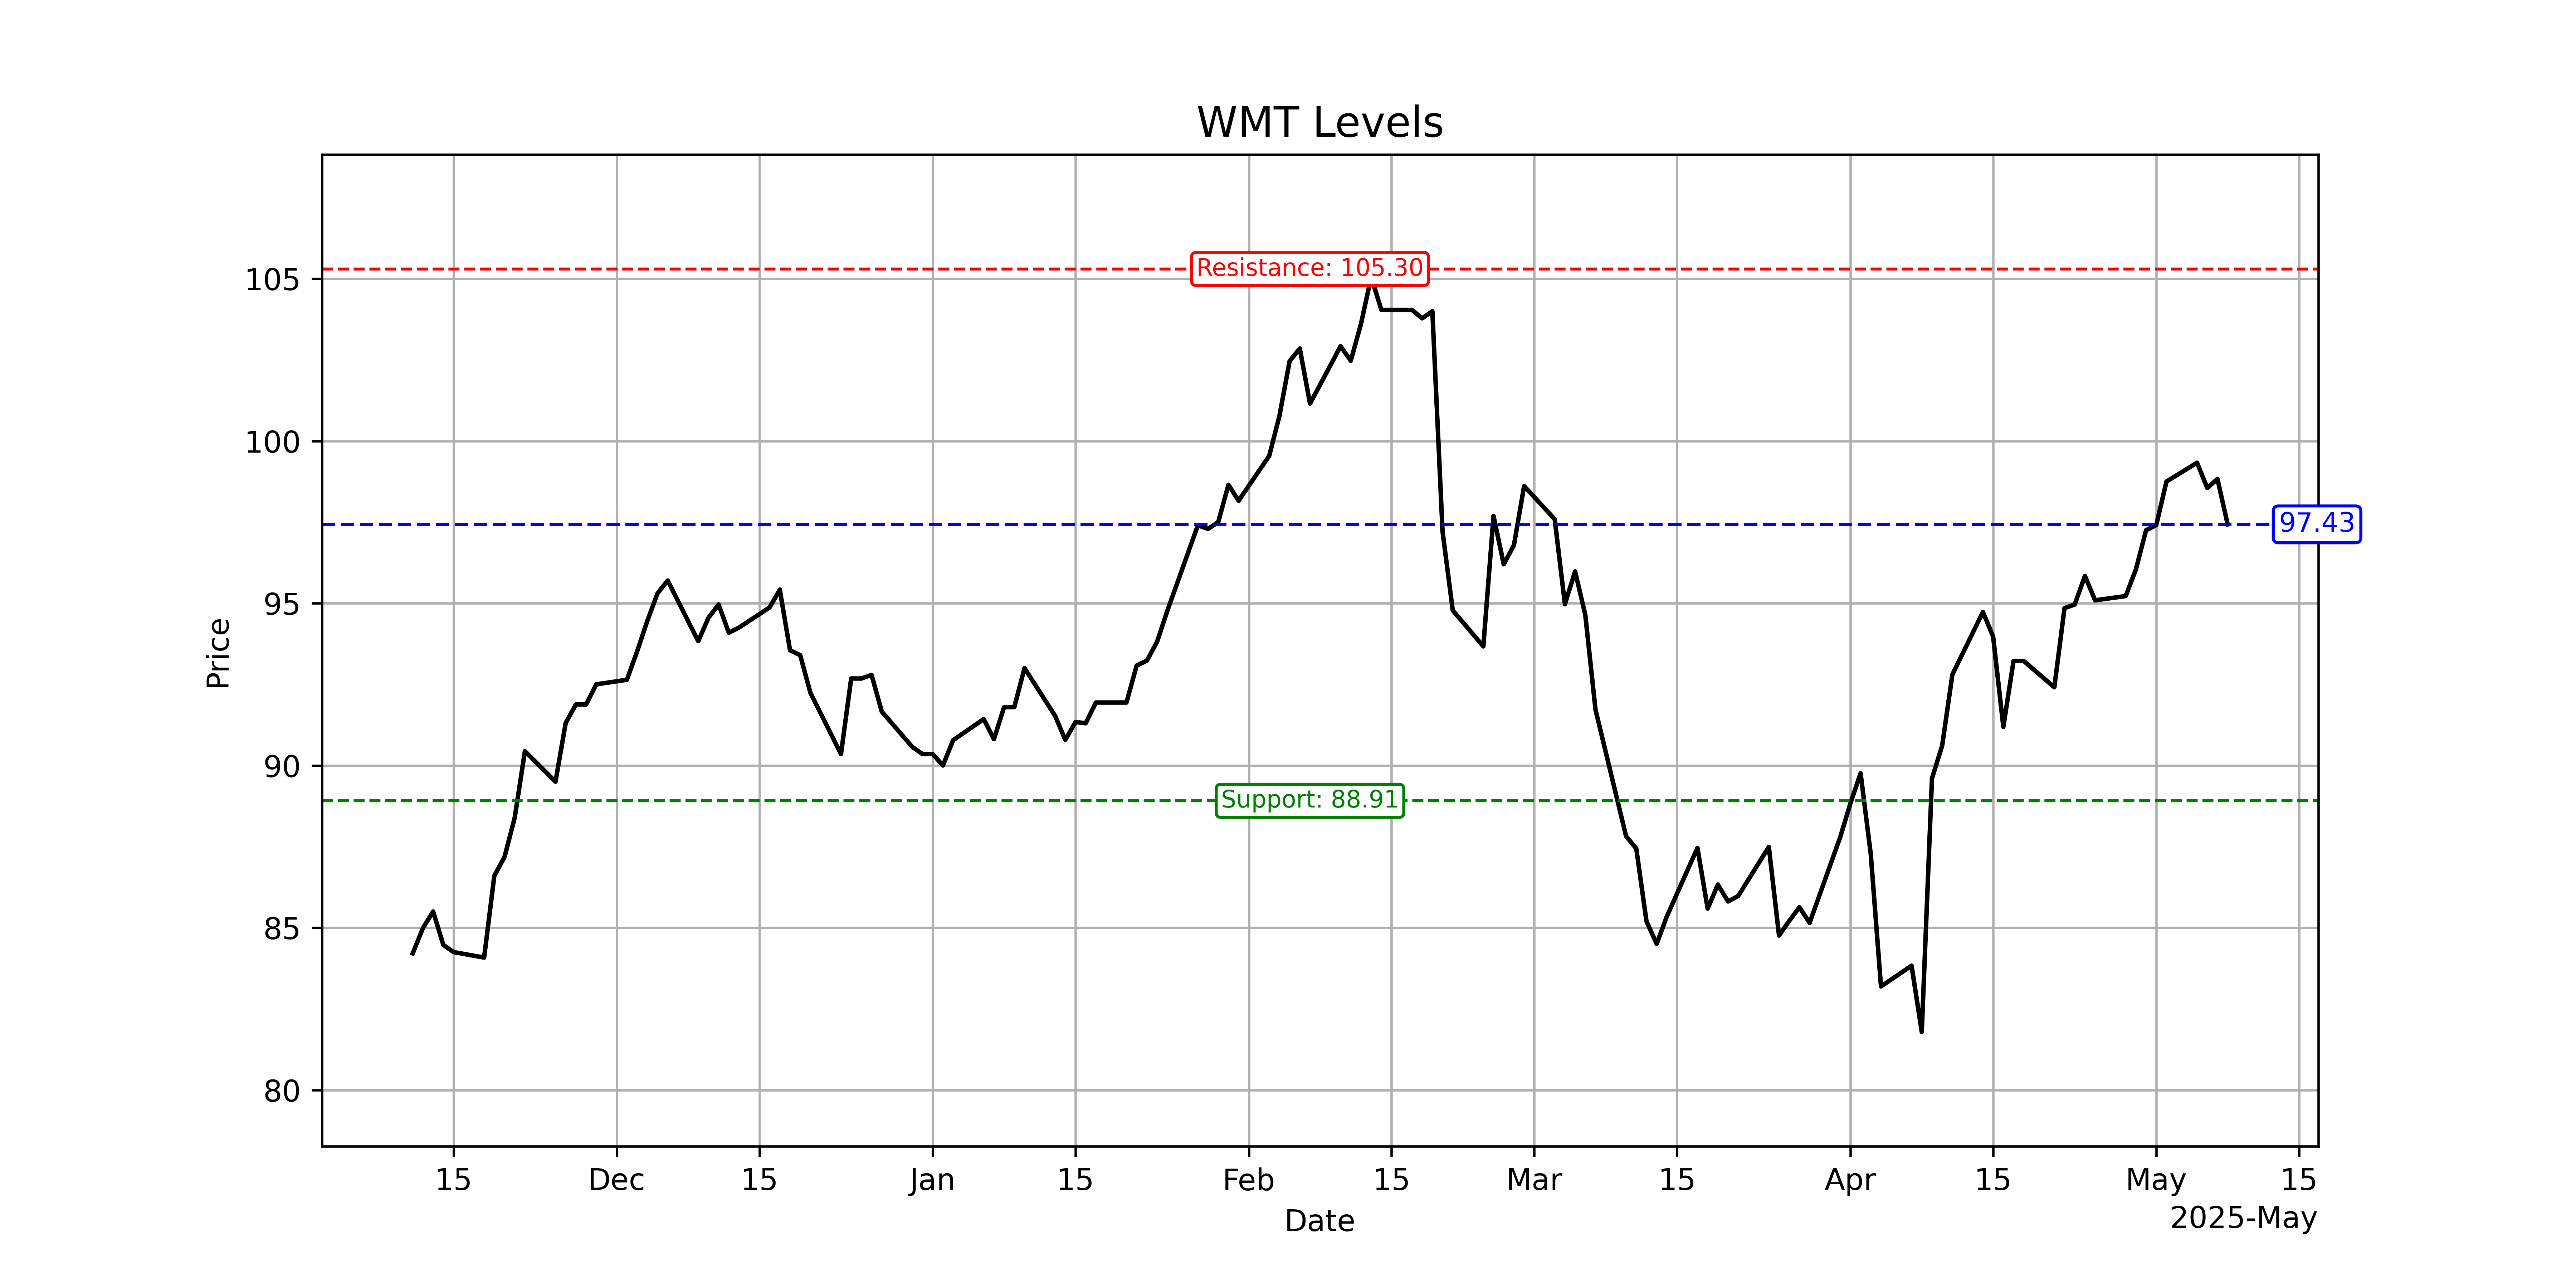 WMT Levels
Resistance: 105.30
105
100
97.43
95
90
Support: 88.91
85
80
Price
15 Dec 15 Jan 15 Feb 15 Mar 15 Apr 15 May 15
2025-May
Date